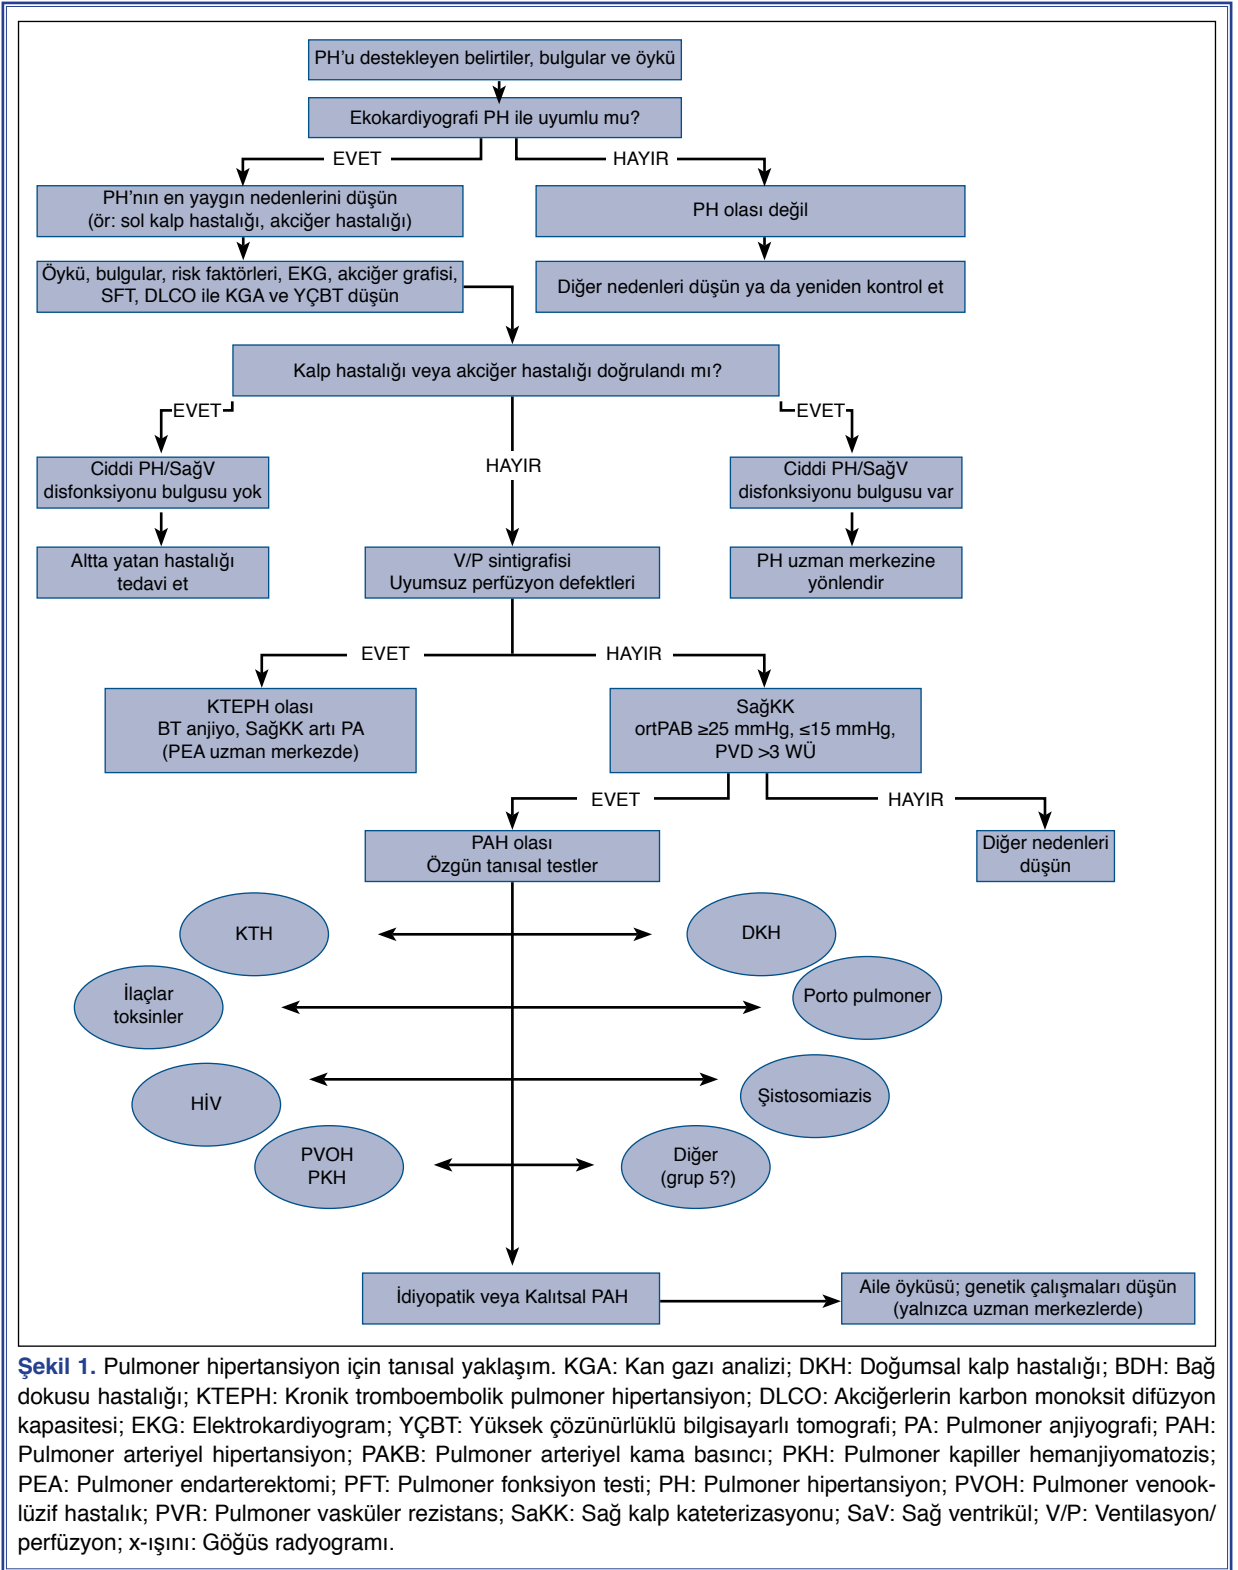 PH’u destekleyen belirtiler, bulgular ve öykü
Ekokardiyografi PH ile uyumlu mu?
EVET
HAYIR
PH’nın en yaygın nedenlerini düşün
(ör: sol kalp hastalığı, akciğer hastalığı)
PH olası değil
Öykü, bulgular, risk faktörleri, EKG, akciğer grafisi,
SFT, DLCO ile KGA ve YÇBT düşün
Diğer nedenleri düşün ya da yeniden kontrol et
Kalp hastalığı veya akciğer hastalığı doğrulandı mı?
EVET
HAYIR
EVET
Ciddi PH/SağV
disfonksiyonu bulgusu yok
Ciddi PH/SağV
disfonksiyonu bulgusu var
Altta yatan hastalığı
tedavi et
V/P sintigrafisi
Uyumsuz perfüzyon defektleri
PH uzman merkezine
yönlendir
EVET
HAYIR
KTEPH olası
BT anjiyo, SağKK artı PA
(PEA uzman merkezde)
SağKK
ortPAB ≥25 mmHg, ≤15 mmHg,
PVD >3 WÜ
EVET
HAYIR
PAH olası
Özgün tanısal testler
Diğer nedenleri
düşün
KTH
DKH
İlaçlar
toksinler
Porto pulmoner
HİV
Şistosomiazis
PVOH
PKH
Diğer
(grup 5?)
İdiyopatik veya Kalıtsal PAH
Aile öyküsü; genetik çalışmaları düşün
(yalnızca uzman merkezlerde)
Şekil 1. Pulmoner hipertansiyon için tanısal yaklaşım. KGA: Kan gazı analizi; DKH: Doğumsal kalp hastalığı; BDH: Bağ
dokusu hastalığı; KTEPH: Kronik tromboembolik pulmoner hipertansiyon; DLCO: Akciğerlerin karbon monoksit difüzyon
kapasitesi; EKG: Elektrokardiyogram; YÇBT: Yüksek çözünürlüklü bilgisayarlı tomografi; PA: Pulmoner anjiyografi; PAH:
Pulmoner arteriyel hipertansiyon; PAKB: Pulmoner arteriyel kama basıncı; PKH: Pulmoner kapiller hemanjiyomatozis;
PEA: Pulmoner endarterektomi; PFT: Pulmoner fonksiyon testi; PH: Pulmoner hipertansiyon; PVOH: Pulmoner venook-
lüzif hastalık; PVR: Pulmoner vasküler rezistans; SaKK: Sağ kalp kateterizasyonu; SaV: Sağ ventrikül; V/P: Ventilasyon/
perfüzyon; x-ışını: Göğüs radyogramı.